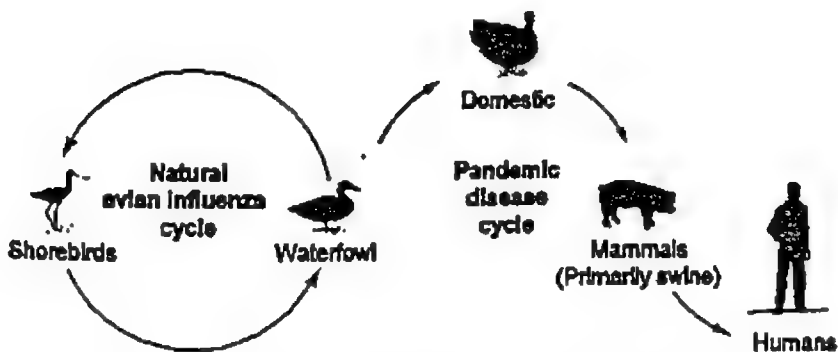 Domestic
Natural
avian influenza
cycle
Pandemic
disease
cycle
Shorebirds
Waterfowl
Mammals
(Primarily swine)
Humans